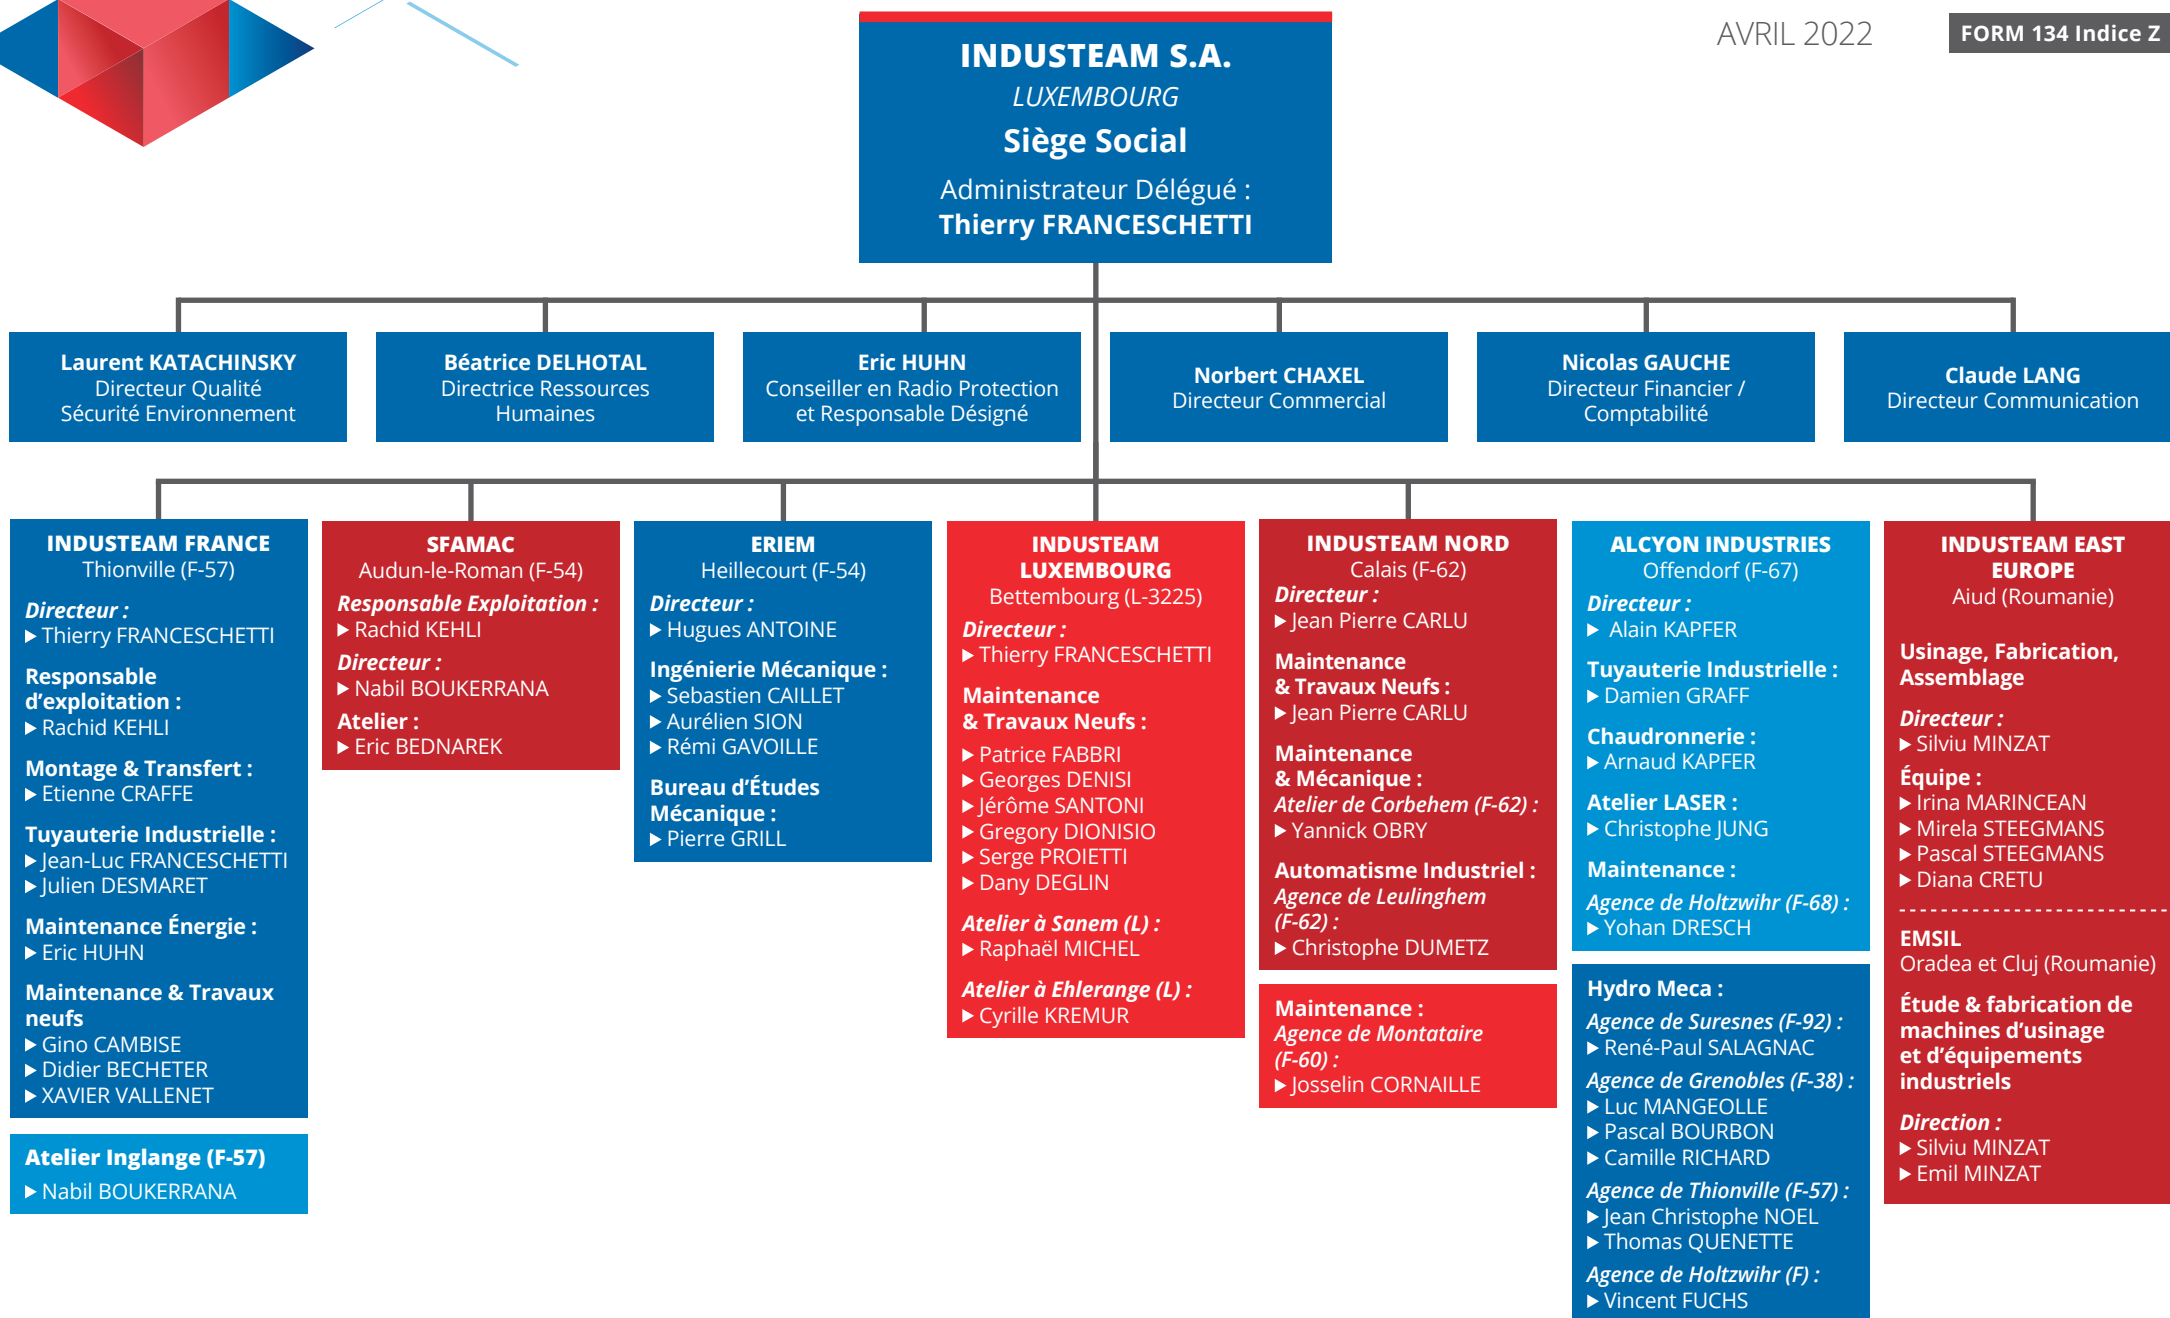 AVRIL 2022
FORM 134 Indice Z
INDUSTEAM S.A.
LUXEMBOURG
Siège Social
Administrateur Délégué :
Thierry FRANCESCHETTI
Laurent KATACHINSKY
Directeur Qualité
Sécurité Environnement
Béatrice DELHOTAL
Directrice Ressources
Humaines
Eric HUHN
Conseiller en Radio Protection
et Responsable Désigné
Norbert CHAXEL
Directeur Commercial
Nicolas GAUCHE
Directeur Financier /
Comptabilité
Claude LANG
Directeur Communication
INDUSTEAM FRANCE
Thionville (F-57)
Directeur :
▶ Thierry FRANCESCHETTI
Responsable
d’exploitation :
▶ Rachid KEHLI
Montage & Transfert :
▶ Etienne CRAFFE
Tuyauterie Industrielle :
▶ Jean-Luc FRANCESCHETTI
▶ Julien DESMARET
Maintenance Énergie :
▶ Eric HUHN
Maintenance & Travaux
neufs
▶ Gino CAMBISE
▶ Didier BECHETER
▶ XAVIER VALLENET
Atelier Inglange (F-57)
▶ Nabil BOUKERRANA
SFAMAC
Audun-le-Roman (F-54)
Responsable Exploitation :
▶ Rachid KEHLI
Directeur :
▶ Nabil BOUKERRANA
Atelier :
▶ Eric BEDNAREK
ERIEM
Heillecourt (F-54)
Directeur :
▶ Hugues ANTOINE
Ingénierie Mécanique :
▶ Sebastien CAILLET
▶ Aurélien SION
▶ Rémi GAVOILLE
Bureau d’Études
Mécanique :
▶ Pierre GRILL
INDUSTEAM
LUXEMBOURG
Bettembourg (L-3225)
Directeur :
▶ Thierry FRANCESCHETTI
Maintenance
& Travaux Neufs :
▶ Patrice FABBRI
▶ Georges DENISI
▶ Jérôme SANTONI
▶ Gregory DIONISIO
▶ Serge PROIETTI
▶ Dany DEGLIN
Atelier à Sanem (L) :
▶ Raphaël MICHEL
Atelier à Ehlerange (L) :
▶ Cyrille KREMUR
INDUSTEAM NORD
Calais (F-62)
Directeur :
▶ Jean Pierre CARLU
Maintenance
& Travaux Neufs :
▶ Jean Pierre CARLU
Maintenance
& Mécanique :
Atelier de Corbehem (F-62) :
▶ Yannick OBRY
Automatisme Industriel :
Agence de Leulinghem
(F-62) :
▶ Christophe DUMETZ
Maintenance :
Agence de Montataire
(F-60) :
▶ Josselin CORNAILLE
ALCYON INDUSTRIES
Offendorf (F-67)
Directeur :
▶ Alain KAPFER
Tuyauterie Industrielle :
▶ Damien GRAFF
Chaudronnerie :
▶ Arnaud KAPFER
Atelier LASER :
▶ Christophe JUNG
Maintenance :
Agence de Holtzwihr (F-68) :
▶ Yohan DRESCH
Hydro Meca :
Agence de Suresnes (F-92) :
▶ René-Paul SALAGNAC
Agence de Grenobles (F-38) :
▶ Luc MANGEOLLE
▶ Pascal BOURBON
▶ Camille RICHARD
Agence de Thionville (F-57) :
▶ Jean Christophe NOEL
▶ Thomas QUENETTE
Agence de Holtzwihr (F) :
▶ Vincent FUCHS
INDUSTEAM EAST
EUROPE
Aiud (Roumanie)
Usinage, Fabrication,
Assemblage
Directeur :
▶ Silviu MINZAT
Équipe :
▶ Irina MARINCEAN
▶ Mirela STEEGMANS
▶ Pascal STEEGMANS
▶ Diana CRETU
EMSIL
Oradea et Cluj (Roumanie)
Étude & fabrication de
machines d’usinage
et d’équipements
industriels
Direction :
▶ Silviu MINZAT
▶ Emil MINZAT